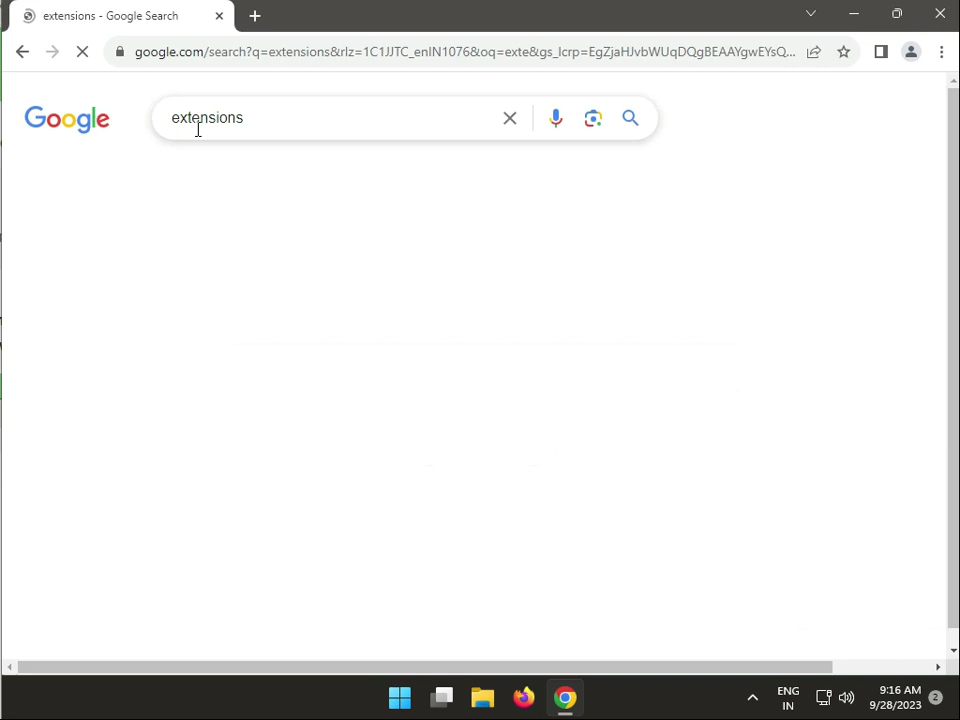 extensions - Google Search
google.com/search?q=extensions&rlz=1C1JJTC_enIN1076&oq=exte&gs_lcrp=EgZjaHJvbWUqDQgBEAAYgwEYsQ...
Google
extensions
ENG
IN
9:16 AM
9/28/2023
2